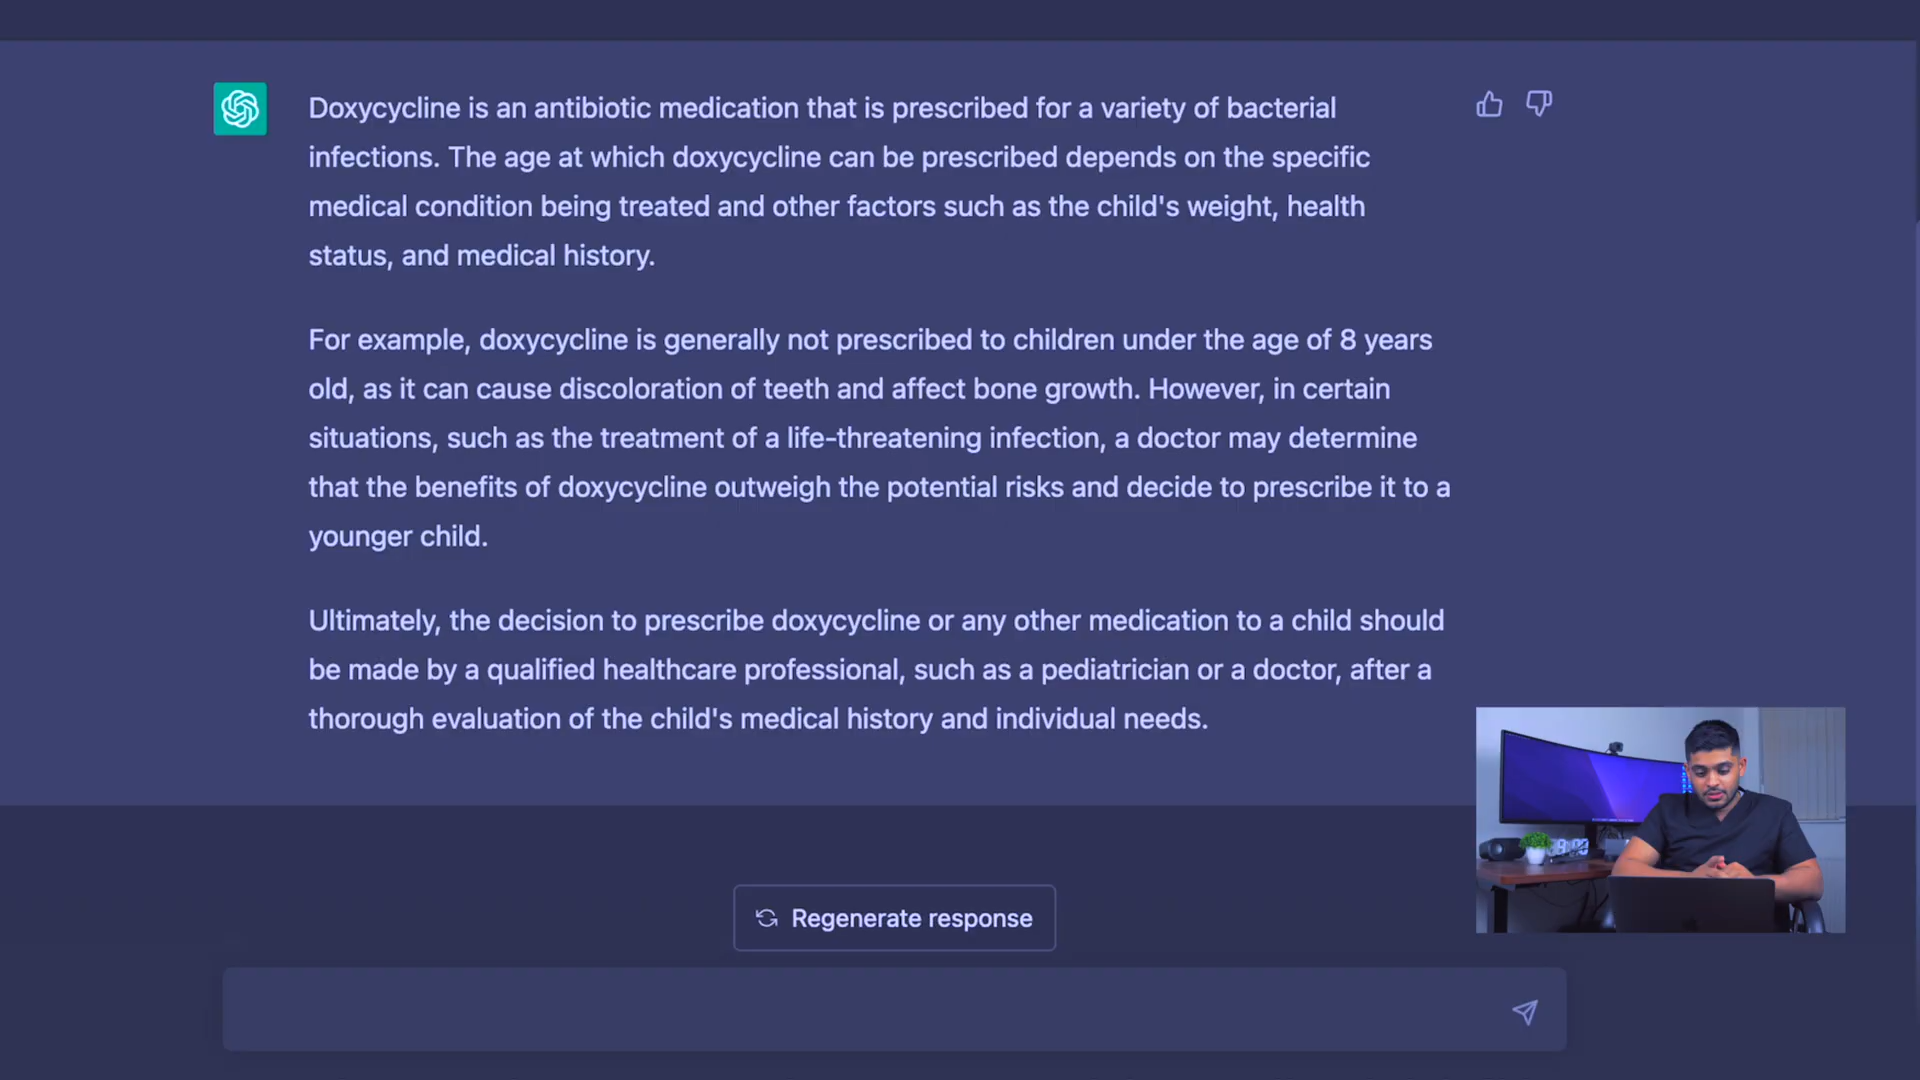 Doxycycline is an antibiotic medication that is prescribed for a variety of bacterial
infections. The age at which doxycycline can be prescribed depends on the specific
medical condition being treated and other factors such as the child's weight, health
status, and medical history.
For example, doxycycline is generally not prescribed to children under the age of 8 years
old, as it can cause discoloration of teeth and affect bone growth. However, in certain
situations, such as the treatment of a life-threatening infection, a doctor may determine
that the benefits of doxycycline outweigh the potential risks and decide to prescribe it to a
younger child.
Ultimately, the decision to prescribe doxycycline or any other medication to a child should
be made by a qualified healthcare professional, such as a pediatrician or a doctor, after a
thorough evaluation of the child's medical history and individual needs.
Regenerate response